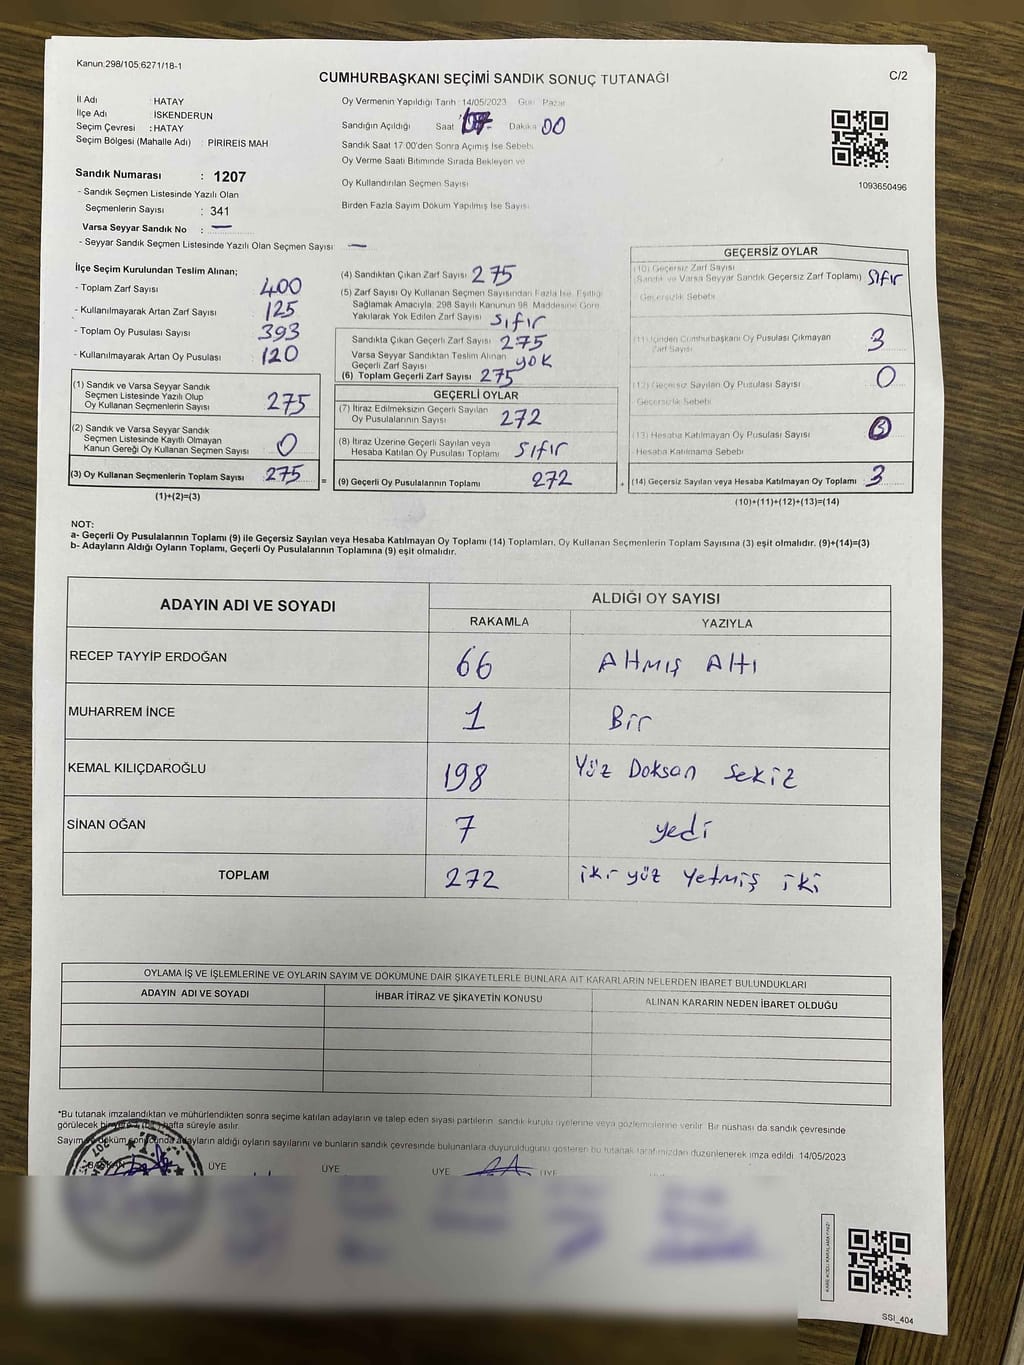 Kanun:298/105;6271/18-1
CUMHURBAŞKANI SEÇİMİ SANDIK SONUÇ TUTANAĞI
C/2
İl Adı : HATAY
İlçe Adı : İSKENDERUN
Seçim Çevresi : HATAY
Seçim Bölgesi (Mahalle Adı) : PİRİREİS MAH
Oy Vermenin Yapıldığı Tarih : 14/05/2023 Gün : Pazar
Sandığın Açıldığı Saat Dakika 00
Sandık Saat 17:00'den Sonra Açılmış İse Sebebi
Oy Verme Saati Bitiminde Sırada Bekleyen ve
Oy Kullandırılan Seçmen Sayısı
Birden Fazla Sayım Döküm Yapılmış İse Sayısı
1093650496
Sandık Numarası : 1207
- Sandık Seçmen Listesinde Yazılı Olan
Seçmenlerin Sayısı : 341
Varsa Seyyar Sandık No : —
- Seyyar Sandık Seçmen Listesinde Yazılı Olan Seçmen Sayısı —
İlçe Seçim Kurulundan Teslim Alınan;
- Toplam Zarf Sayısı 400
- Kullanılmayarak Artan Zarf Sayısı 125
- Toplam Oy Pusulası Sayısı 393
- Kullanılmayarak Artan Oy Pusulası 120
(1) Sandık ve Varsa Seyyar Sandık
Seçmen Listesinde Yazılı Olup
Oy Kullanan Seçmenlerin Sayısı 275
(2) Sandık ve Varsa Seyyar Sandık
Seçmen Listesinde Kayıtlı Olmayan
Kanun Gereği Oy Kullanan Seçmen Sayısı 0
(3) Oy Kullanan Seçmenlerin Toplam Sayısı 275
(1)+(2)=(3)
(4) Sandıktan Çıkan Zarf Sayısı 275
(5) Zarf Sayısı Oy Kullanan Seçmen Sayısından Fazla İse, Eşitliği
Sağlamak Amacıyla, 298 Sayılı Kanunun 98. Maddesine Göre
Yakılarak Yok Edilen Zarf Sayısı sıfır
Sandıkta Çıkan Geçerli Zarf Sayısı 275
Varsa Seyyar Sandıktan Teslim Alınan
Geçerli Zarf Sayısı yok
(6) Toplam Geçerli Zarf Sayısı 275
GEÇERLİ OYLAR
(7) İtiraz Edilmeksizin Geçerli Sayılan
Oy Pusulalarının Sayısı 272
(8) İtiraz Üzerine Geçerli Sayılan veya
Hesaba Katılan Oy Pusulası Toplamı sıfır
= (9) Geçerli Oy Pusulalarının Toplamı 272
GEÇERSİZ OYLAR
(10) Geçersiz Zarf Sayısı
(Sandık ve Varsa Seyyar Sandık Geçersiz Zarf Toplamı) sıfır
Geçersizlik Sebebi
(11) İçinden Cumhurbaşkanı Oy Pusulası Çıkmayan
Zarf Sayısı 3
(12) Geçersiz Sayılan Oy Pusulası Sayısı 0
Geçersizlik Sebebi
(13) Hesaba Katılmayan Oy Pusulası Sayısı
Hesaba Katılmama Sebebi
+ (14) Geçersiz Sayılan veya Hesaba Katılmayan Oy Toplamı 3
(10)+(11)+(12)+(13)=(14)
NOT:
a- Geçerli Oy Pusulalarının Toplamı (9) ile Geçersiz Sayılan veya Hesaba Katılmayan Oy Toplamı (14) Toplamları, Oy Kullanan Seçmenlerin Toplam Sayısına (3) eşit olmalıdır. (9)+(14)=(3)
b- Adayların Aldığı Oyların Toplamı, Geçerli Oy Pusulalarının Toplamına (9) eşit olmalıdır.
ADAYIN ADI VE SOYADI ALDIĞI OY SAYISI
RAKAMLA YAZIYLA
RECEP TAYYİP ERDOĞAN 66 Altmış Altı
MUHARREM İNCE 1 Bir
KEMAL KILIÇDAROĞLU 198 Yüz Doksan Sekiz
SİNAN OĞAN 7 yedi
TOPLAM 272 iki yüz Yetmiş iki
OYLAMA İŞ VE İŞLEMLERİNE VE OYLARIN SAYIM VE DÖKÜMÜNE DAİR ŞİKAYETLERLE BUNLARA AİT KARARLARIN NELERDEN İBARET BULUNDUKLARI
ADAYIN ADI VE SOYADI İHBAR İTİRAZ VE ŞİKAYETİN KONUSU ALINAN KARARIN NEDEN İBARET OLDUĞU
*Bu tutanak imzalandıktan ve mühürlendikten sonra seçime katılan adayların ve talep eden siyasi partilerin sandık kurulu üyelerine veya gözlemcilerine verilir. Bir nüshası da sandık çevresinde
görülecek bir yere hafta süreyle asılır.
Sayım ve döküm sonucunda adayların aldığı oyların sayılarını ve bunların sandık çevresinde bulunanlara duyurulduğunu gösteren bu tutanak tarafımızdan düzenlenerek imza edildi. 14/05/2023
BAŞKAN ÜYE ÜYE ÜYE ÜYE
SSI_404